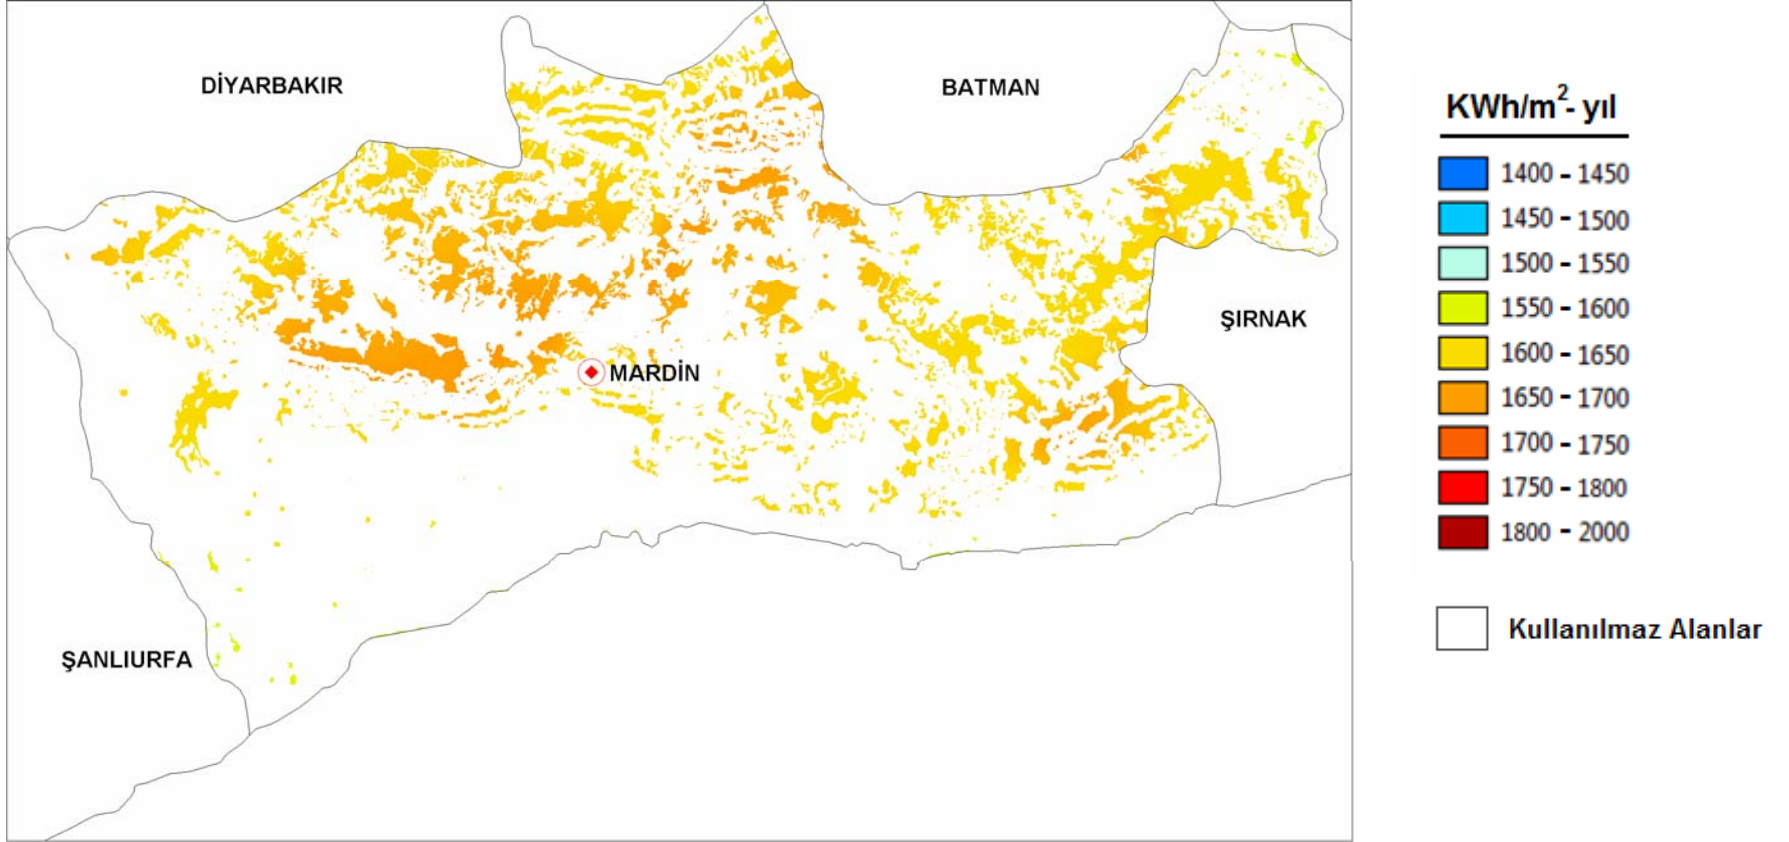 DİYARBAKIR
BATMAN
ŞIRNAK
MARDİN
ŞANLIURFA
KWh/m²- yıl
1400 - 1450
1450 - 1500
1500 - 1550
1550 - 1600
1600 - 1650
1650 - 1700
1700 - 1750
1750 - 1800
1800 - 2000
Kullanılmaz Alanlar